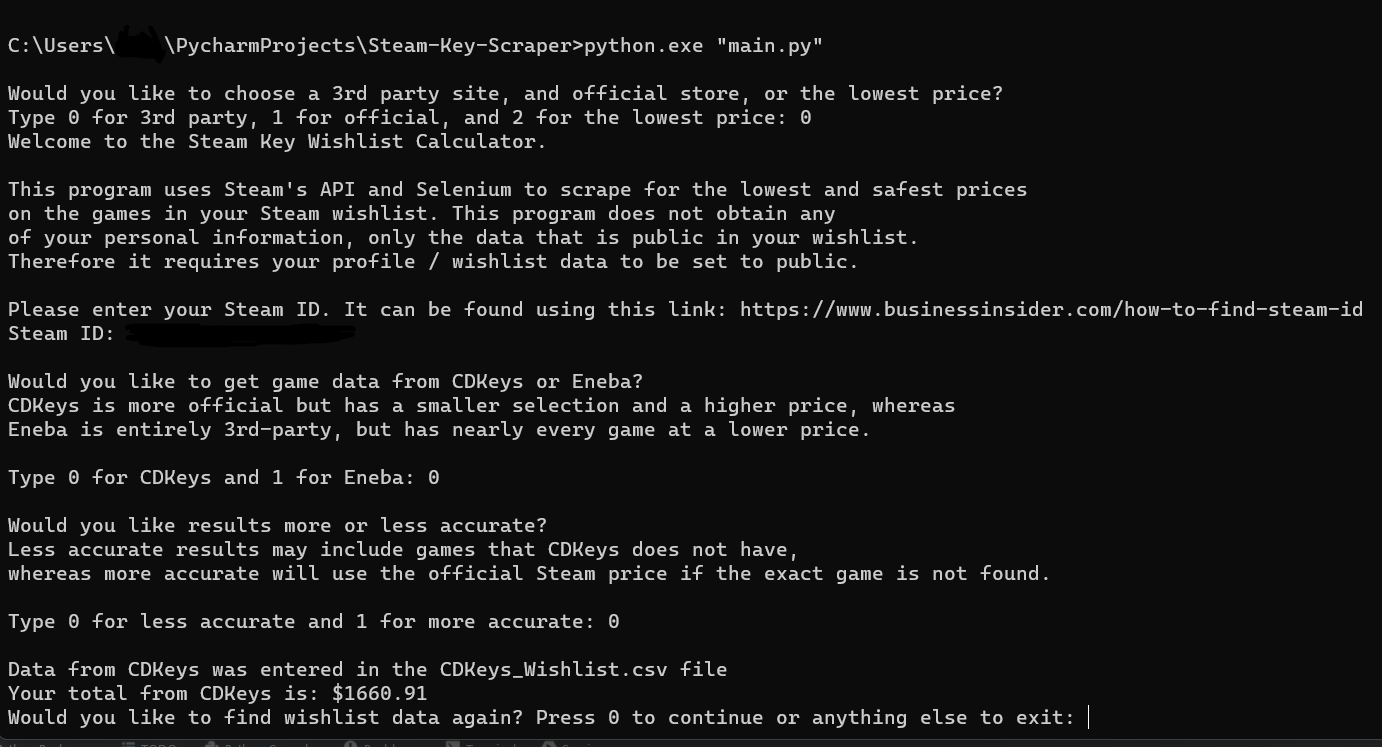 C:\Users\ \PycharmProjects\Steam-Key-Scraper>python.exe "main.py"
Would you like to choose a 3rd party site, and official store, or the lowest price?
Type 0 for 3rd party, 1 for official, and 2 for the lowest price: 0
Welcome to the Steam Key Wishlist Calculator.
This program uses Steam's API and Selenium to scrape for the lowest and safest prices
on the games in your Steam wishlist. This program does not obtain any
of your personal information, only the data that is public in your wishlist.
Therefore it requires your profile / wishlist data to be set to public.
Please enter your Steam ID. It can be found using this link: https://www.businessinsider.com/how-to-find-steam-id
Steam ID:
Would you like to get game data from CDKeys or Eneba?
CDKeys is more official but has a smaller selection and a higher price, whereas
Eneba is entirely 3rd-party, but has nearly every game at a lower price.
Type 0 for CDKeys and 1 for Eneba: 0
Would you like results more or less accurate?
Less accurate results may include games that CDKeys does not have,
whereas more accurate will use the official Steam price if the exact game is not found.
Type 0 for less accurate and 1 for more accurate: 0
Data from CDKeys was entered in the CDKeys_Wishlist.csv file
Your total from CDKeys is: $1660.91
Would you like to find wishlist data again? Press 0 to continue or anything else to exit: